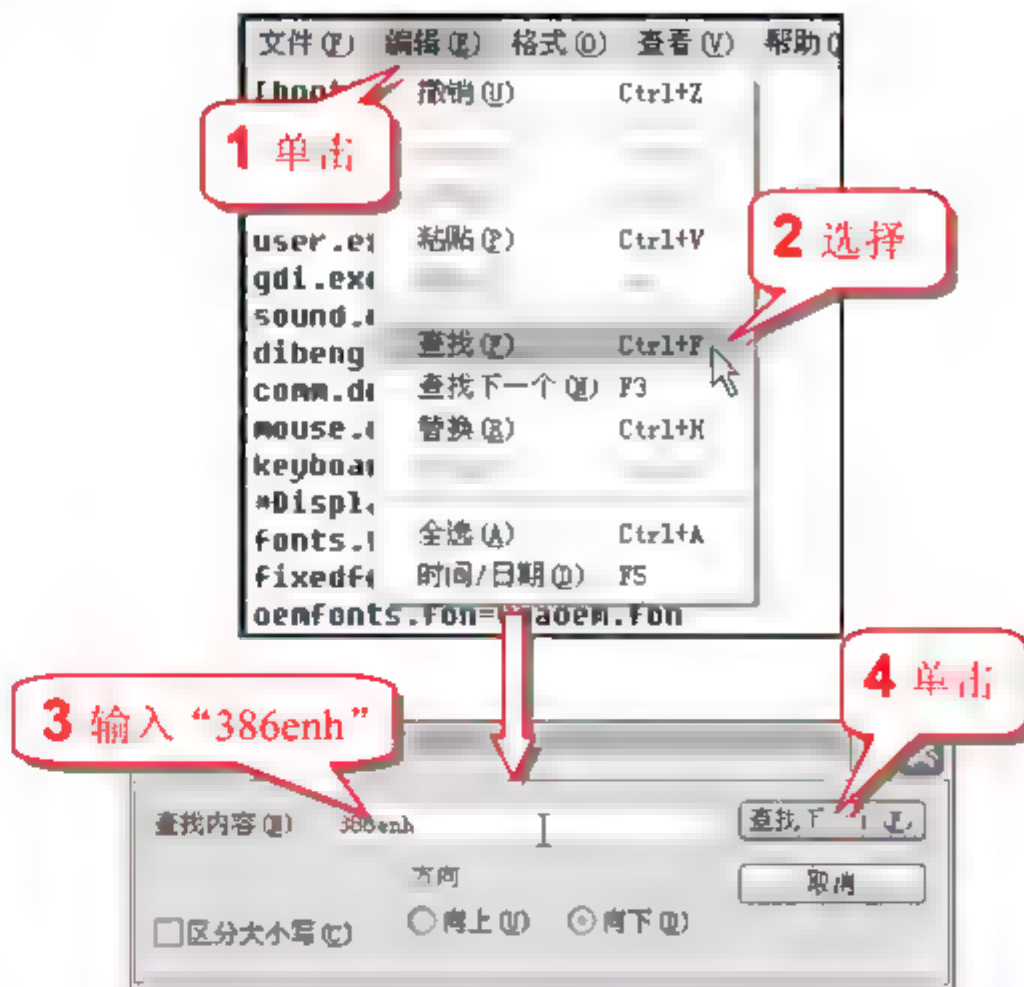 文件(F) 编辑(E) 格式(O) 查看(V) 帮助(
[boot
撤销(U) Ctrl+Z
1 单击
粘贴(P) Ctrl+V
2 选择
user.e
gdi.exe
sound.
查找(F) Ctrl+F
dibeng
查找下一个(N) F3
comm.d
替换(R) Ctrl+H
mouse.
keyboa
*Displ
全选(A) Ctrl+A
fonts.
时间/日期(D) F5
fixedf
oemfonts.fon= aoem.fon
3 输入“386enh”
4 单击
查找内容(N) 386enh
查找下
方向
取消
区分大小写(C)
向上(U) 向下(D)